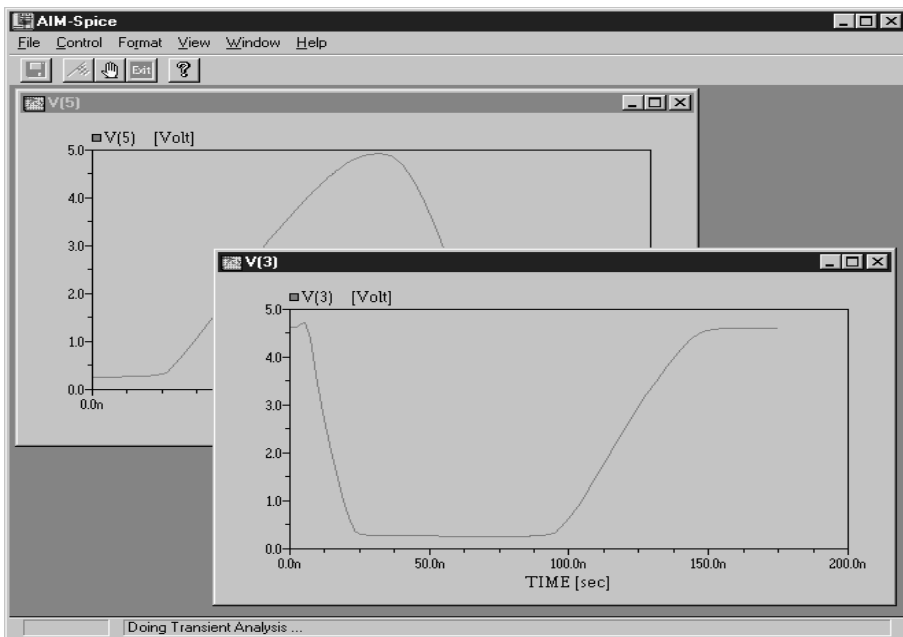 AIM-Spice
File Control Format View Window Help
Exit ?
V(5)
V(5) [Volt]
5.0
4.0
3.0
2.0
1.0
0.0
0.0n
V(3)
V(3) [Volt]
5.0
4.0
3.0
2.0
1.0
0.0
0.0n 50.0n 100.0n 150.0n 200.0n
TIME [sec]
Doing Transient Analysis ...